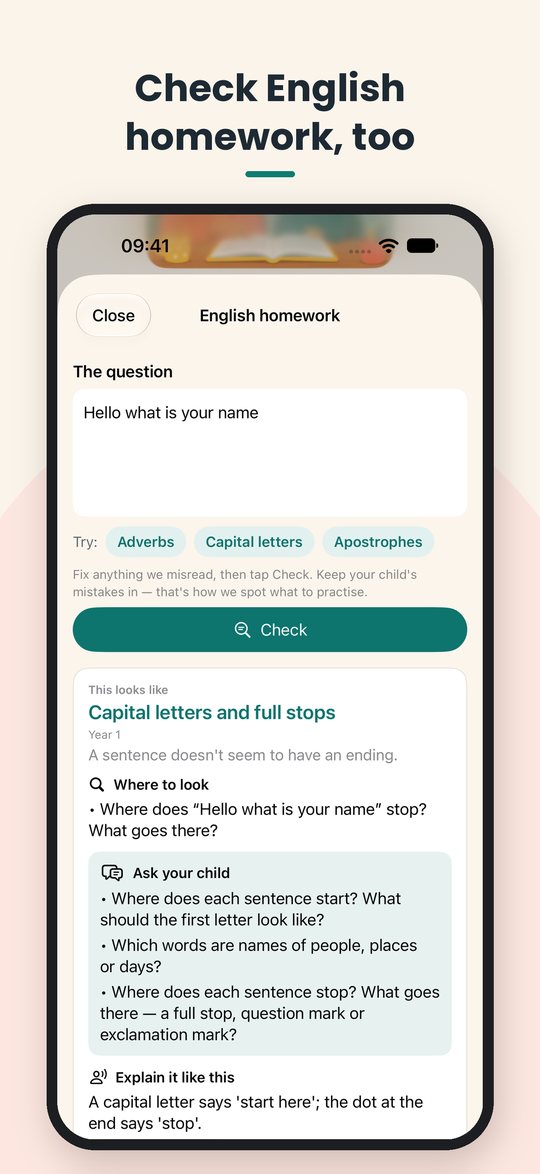 Check English
homework, too
09:41
Close
English homework
The question
Hello what is your name
Try: Adverbs Capital letters Apostrophes
Fix anything we misread, then tap Check. Keep your child's
mistakes in — that's how we spot what to practise.
Check
This looks like
Capital letters and full stops
Year 1
A sentence doesn't seem to have an ending.
Where to look
• Where does “Hello what is your name” stop?
What goes there?
Ask your child
• Where does each sentence start? What
should the first letter look like?
• Which words are names of people, places
or days?
• Where does each sentence stop? What goes
there — a full stop, question mark or
exclamation mark?
Explain it like this
A capital letter says 'start here'; the dot at the
end says 'stop'.